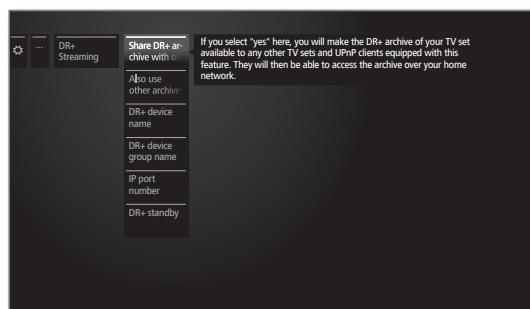 ...
DR+
Streaming
Share DR+ ar-
chive with o
If you select "yes" here, you will make the DR+ archive of your TV set
available to any other TV sets and UPnP clients equipped with this
feature. They will then be able to access the archive over your home
network.
Also use
other archive
DR+ device
name
DR+ device
group name
IP port
number
DR+ standby